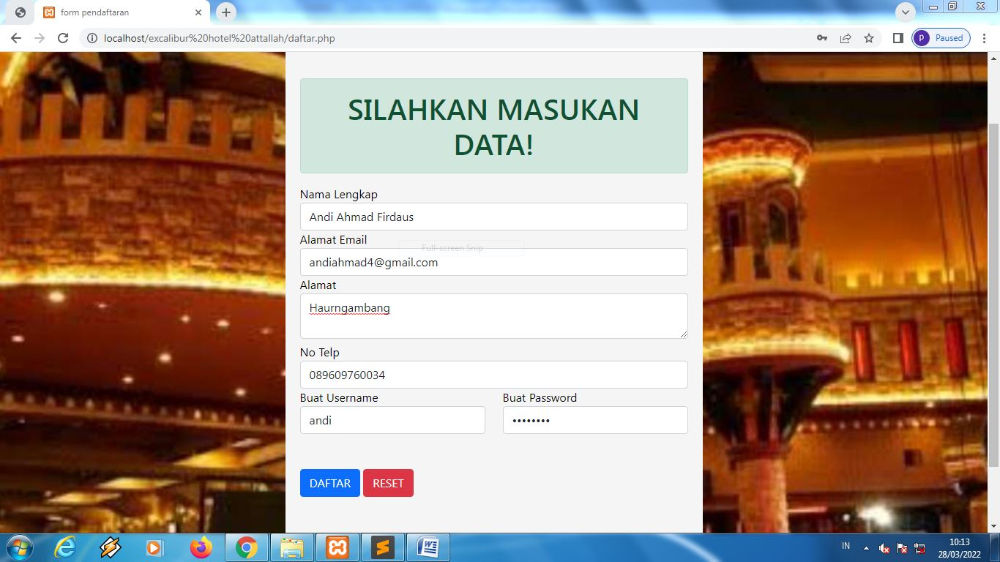 form pendaftaran
localhost/excalibur%20hotel%20attallah/daftar.php
p
Paused
SILAHKAN MASUKAN
DATA!
Nama Lengkap
Andi Ahmad Firdaus
Alamat Email
Full-screen Snip
andiahmad4@gmail.com
Alamat
Haurngambang
No Telp
089609760034
Buat Username
Buat Password
andi
••••••••
DAFTAR
RESET
IN
10:13
28/03/2022